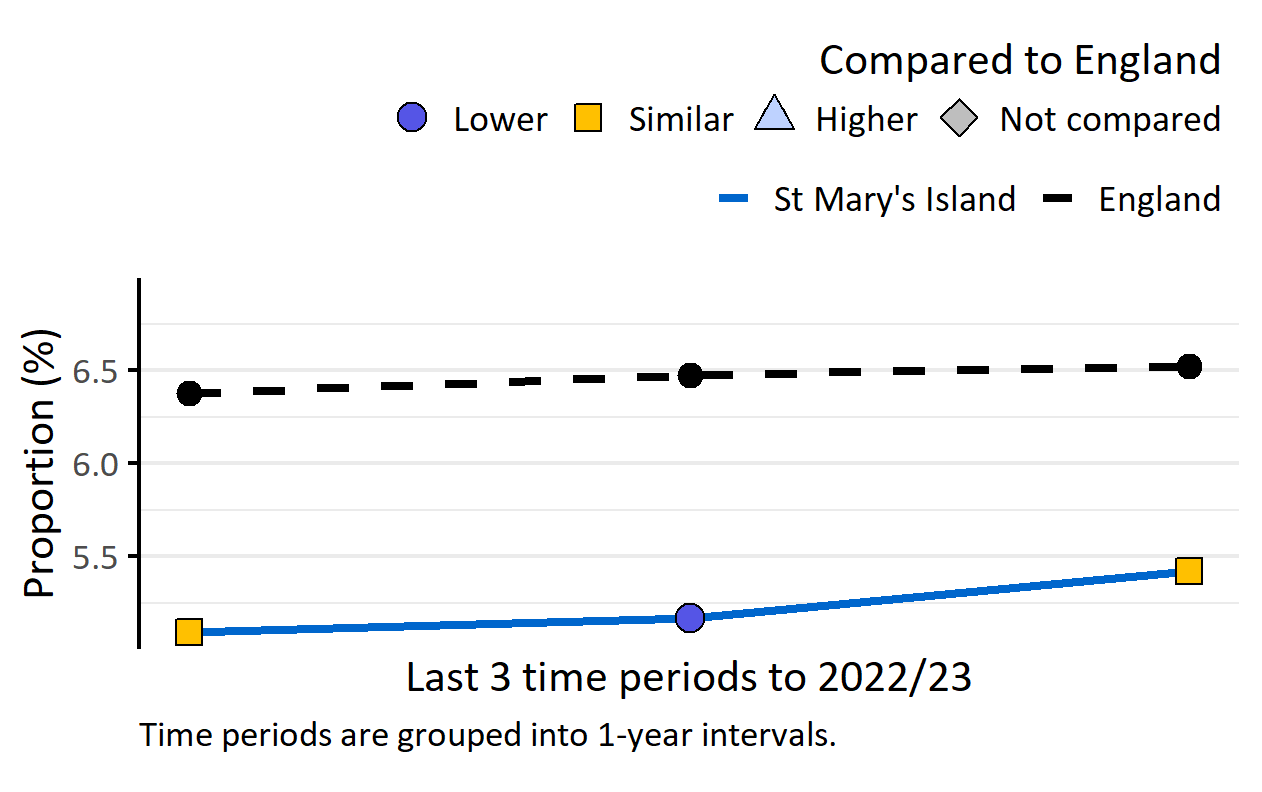 Compared to England
Lower Similar Higher Not compared
St Mary's Island England
Proportion (%)
6.5
6.0
5.5
Last 3 time periods to 2022/23
Time periods are grouped into 1-year intervals.